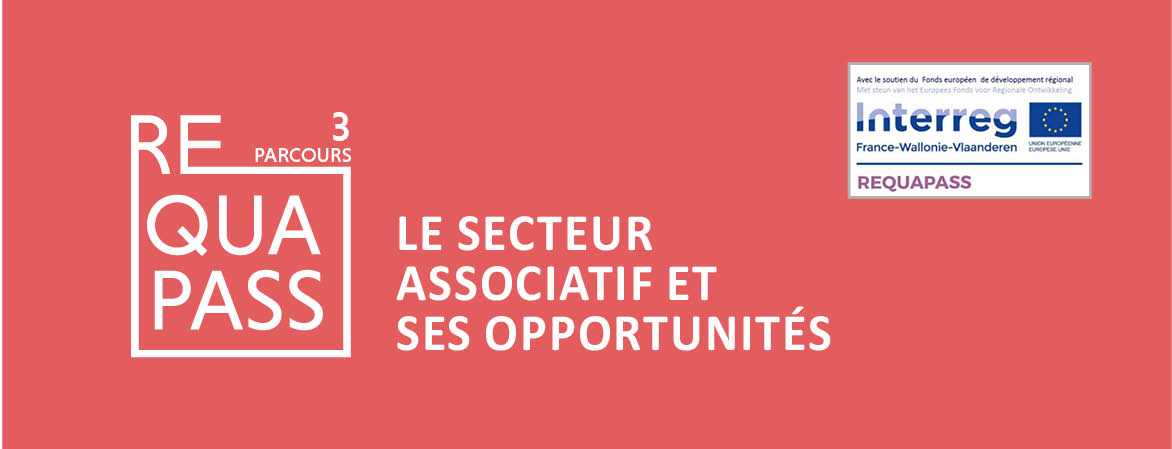 RE
3
PARCOURS
QUA
PASS
LE SECTEUR
ASSOCIATIF ET
SES OPPORTUNITÉS
Avec le soutien du Fonds européen de développement régional
Met steun van het Europees Fonds voor Regionale Ontwikkeling
Interreg
France-Wallonie-Vlaanderen
UNION EUROPÉENNE
EUROPESE UNIE
REQUAPASS